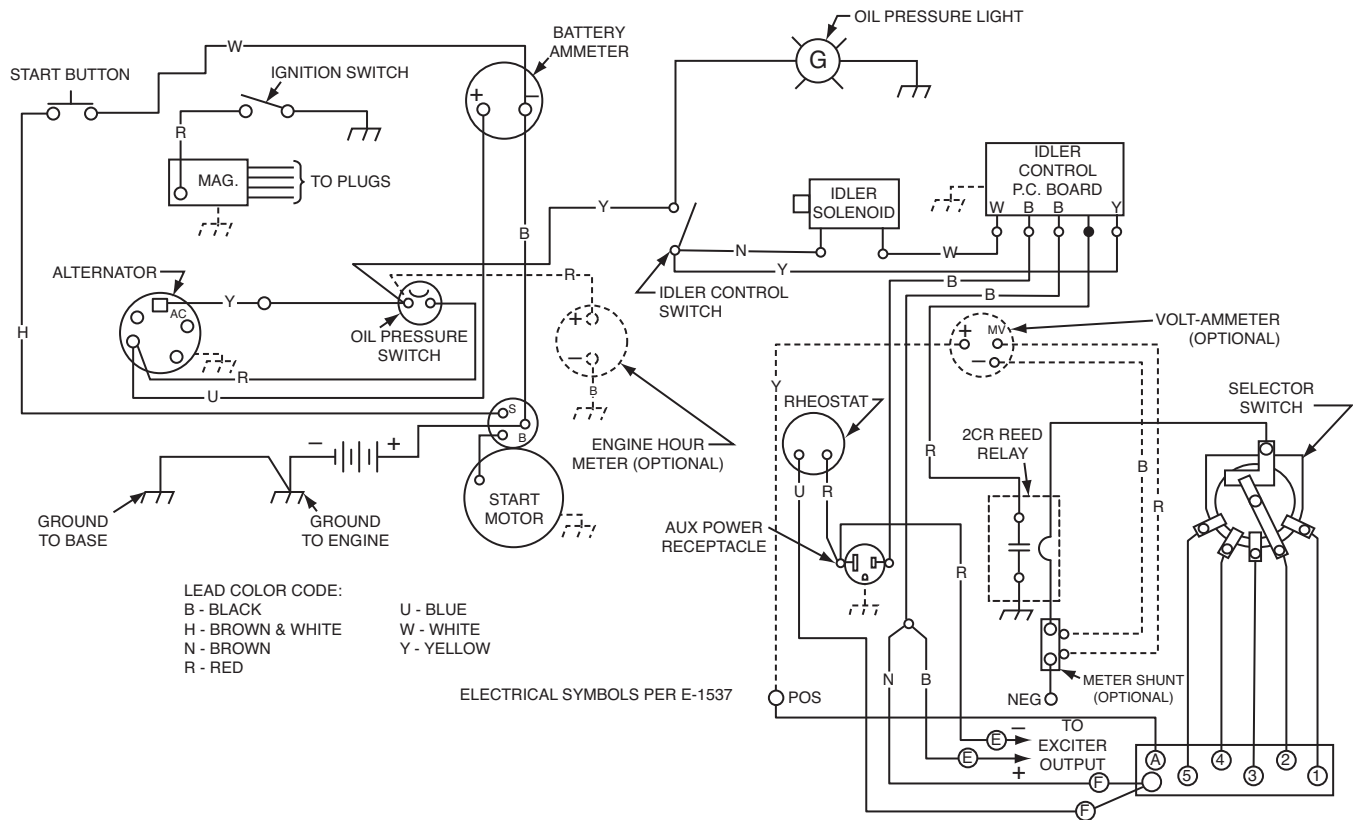 OIL PRESSURE LIGHT
G
W
BATTERY
AMMETER
START BUTTON
IGNITION SWITCH
+
−
R
MAG.
TO PLUGS
IDLER
CONTROL
P.C. BOARD
W B B Y
IDLER
SOLENOID
Y
B
N
W
Y
IDLER CONTROL
SWITCH
B
B
ALTERNATOR
AC
Y
R
OIL PRESSURE
SWITCH
+
−
B
H
R
U
+
MV
−
VOLT-AMMETER
(OPTIONAL)
Y
SELECTOR
SWITCH
RHEOSTAT
S
B
−
+
ENGINE HOUR
METER (OPTIONAL)
2CR REED
RELAY
R
B
R
U
R
START
MOTOR
GROUND
TO BASE
GROUND
TO ENGINE
AUX POWER
RECEPTACLE
R
LEAD COLOR CODE:
B - BLACK
H - BROWN & WHITE
N - BROWN
R - RED
U - BLUE
W - WHITE
Y - YELLOW
N
B
METER SHUNT
(OPTIONAL)
ELECTRICAL SYMBOLS PER E-1537
POS
NEG
E
−
E
+
TO
EXCITER
OUTPUT
F
F
A
5
4
3
2
1